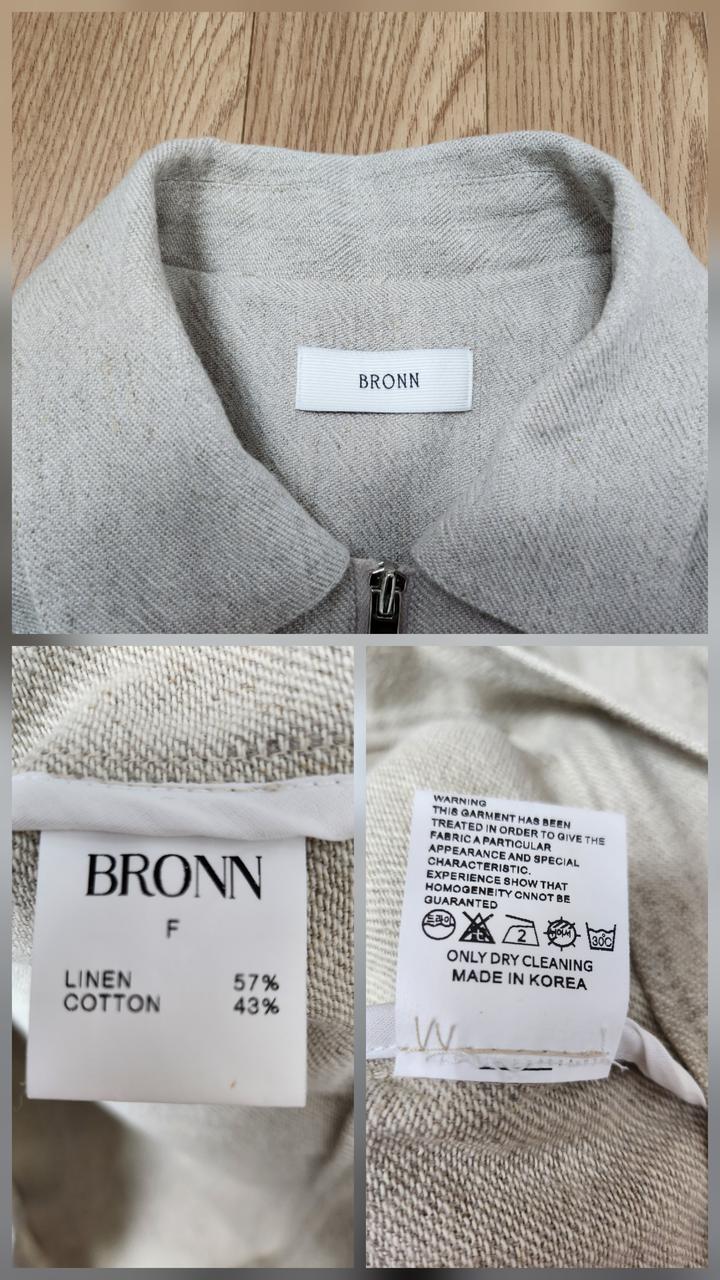 BRONN
BRONN
F
LINEN 57%
COTTON 43%
WARNING
THIS GARMENT HAS BEEN
TREATED IN ORDER TO GIVE THE
FABRIC A PARTICULAR
APPEARANCE AND SPECIAL
CHARACTERISTIC.
EXPERIENCE SHOW THAT
HOMOGENEITY CNNOT BE
GUARANTED
드라이 2 30℃
ONLY DRY CLEANING
MADE IN KOREA